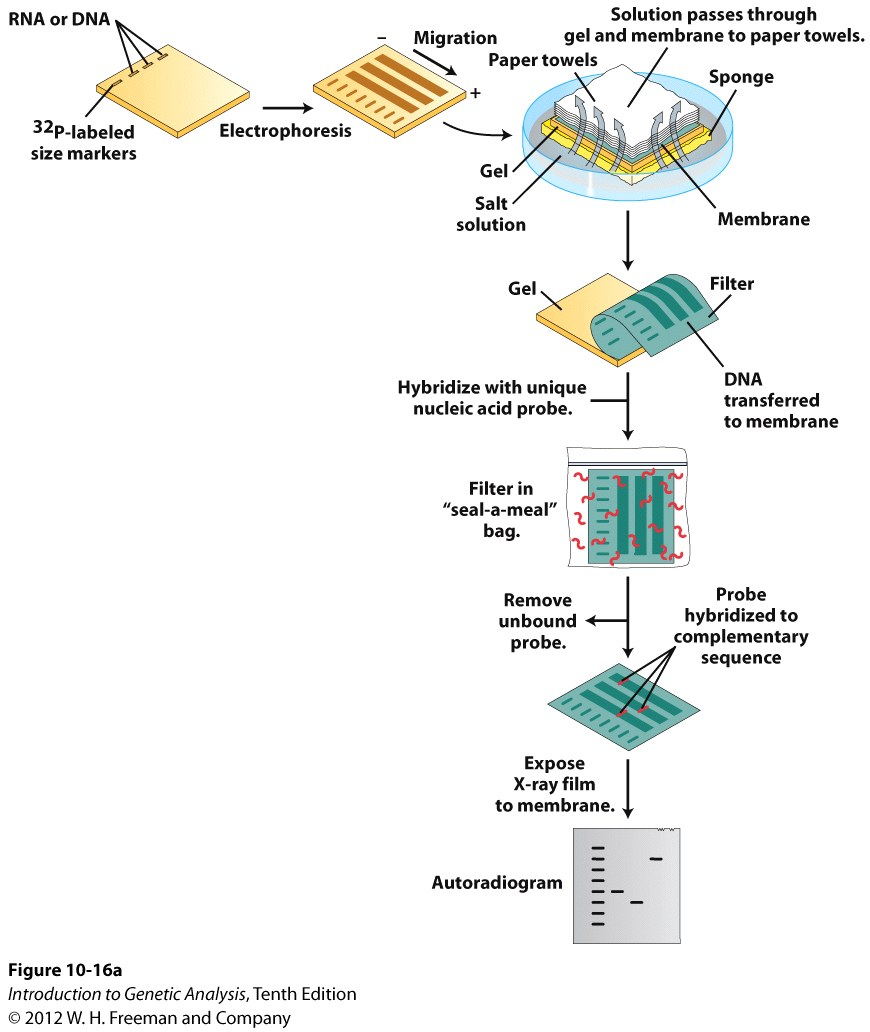 RNA or DNA
32P-labeled
size markers
Electrophoresis
–
Migration
+
Solution passes through
gel and membrane to paper towels.
Paper towels
Sponge
Gel
Salt
solution
Membrane
Gel
Filter
DNA
transferred
to membrane
Hybridize with unique
nucleic acid probe.
Filter in
“seal-a-meal”
bag.
Remove
unbound
probe.
Probe
hybridized to
complementary
sequence
Expose
X-ray film
to membrane.
Autoradiogram
Figure 10-16a
Introduction to Genetic Analysis, Tenth Edition
© 2012 W. H. Freeman and Company